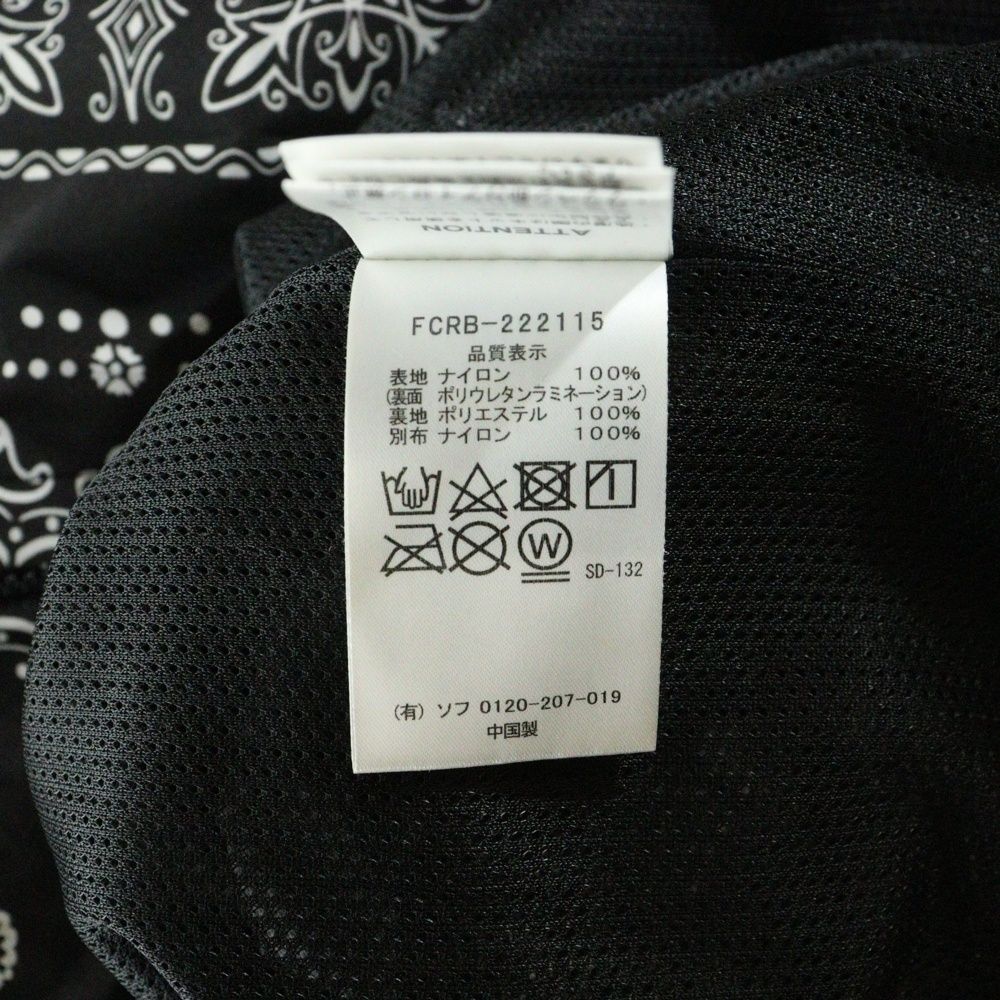 ATTENTION
FCRB-222115
品質表示
表地 ナイロン 100%
(裏面 ポリウレタンラミネーション)
裏地 ポリエステル 100%
別布 ナイロン 100%
W
SD-132
(有) ソフ 0120-207-019
中国製